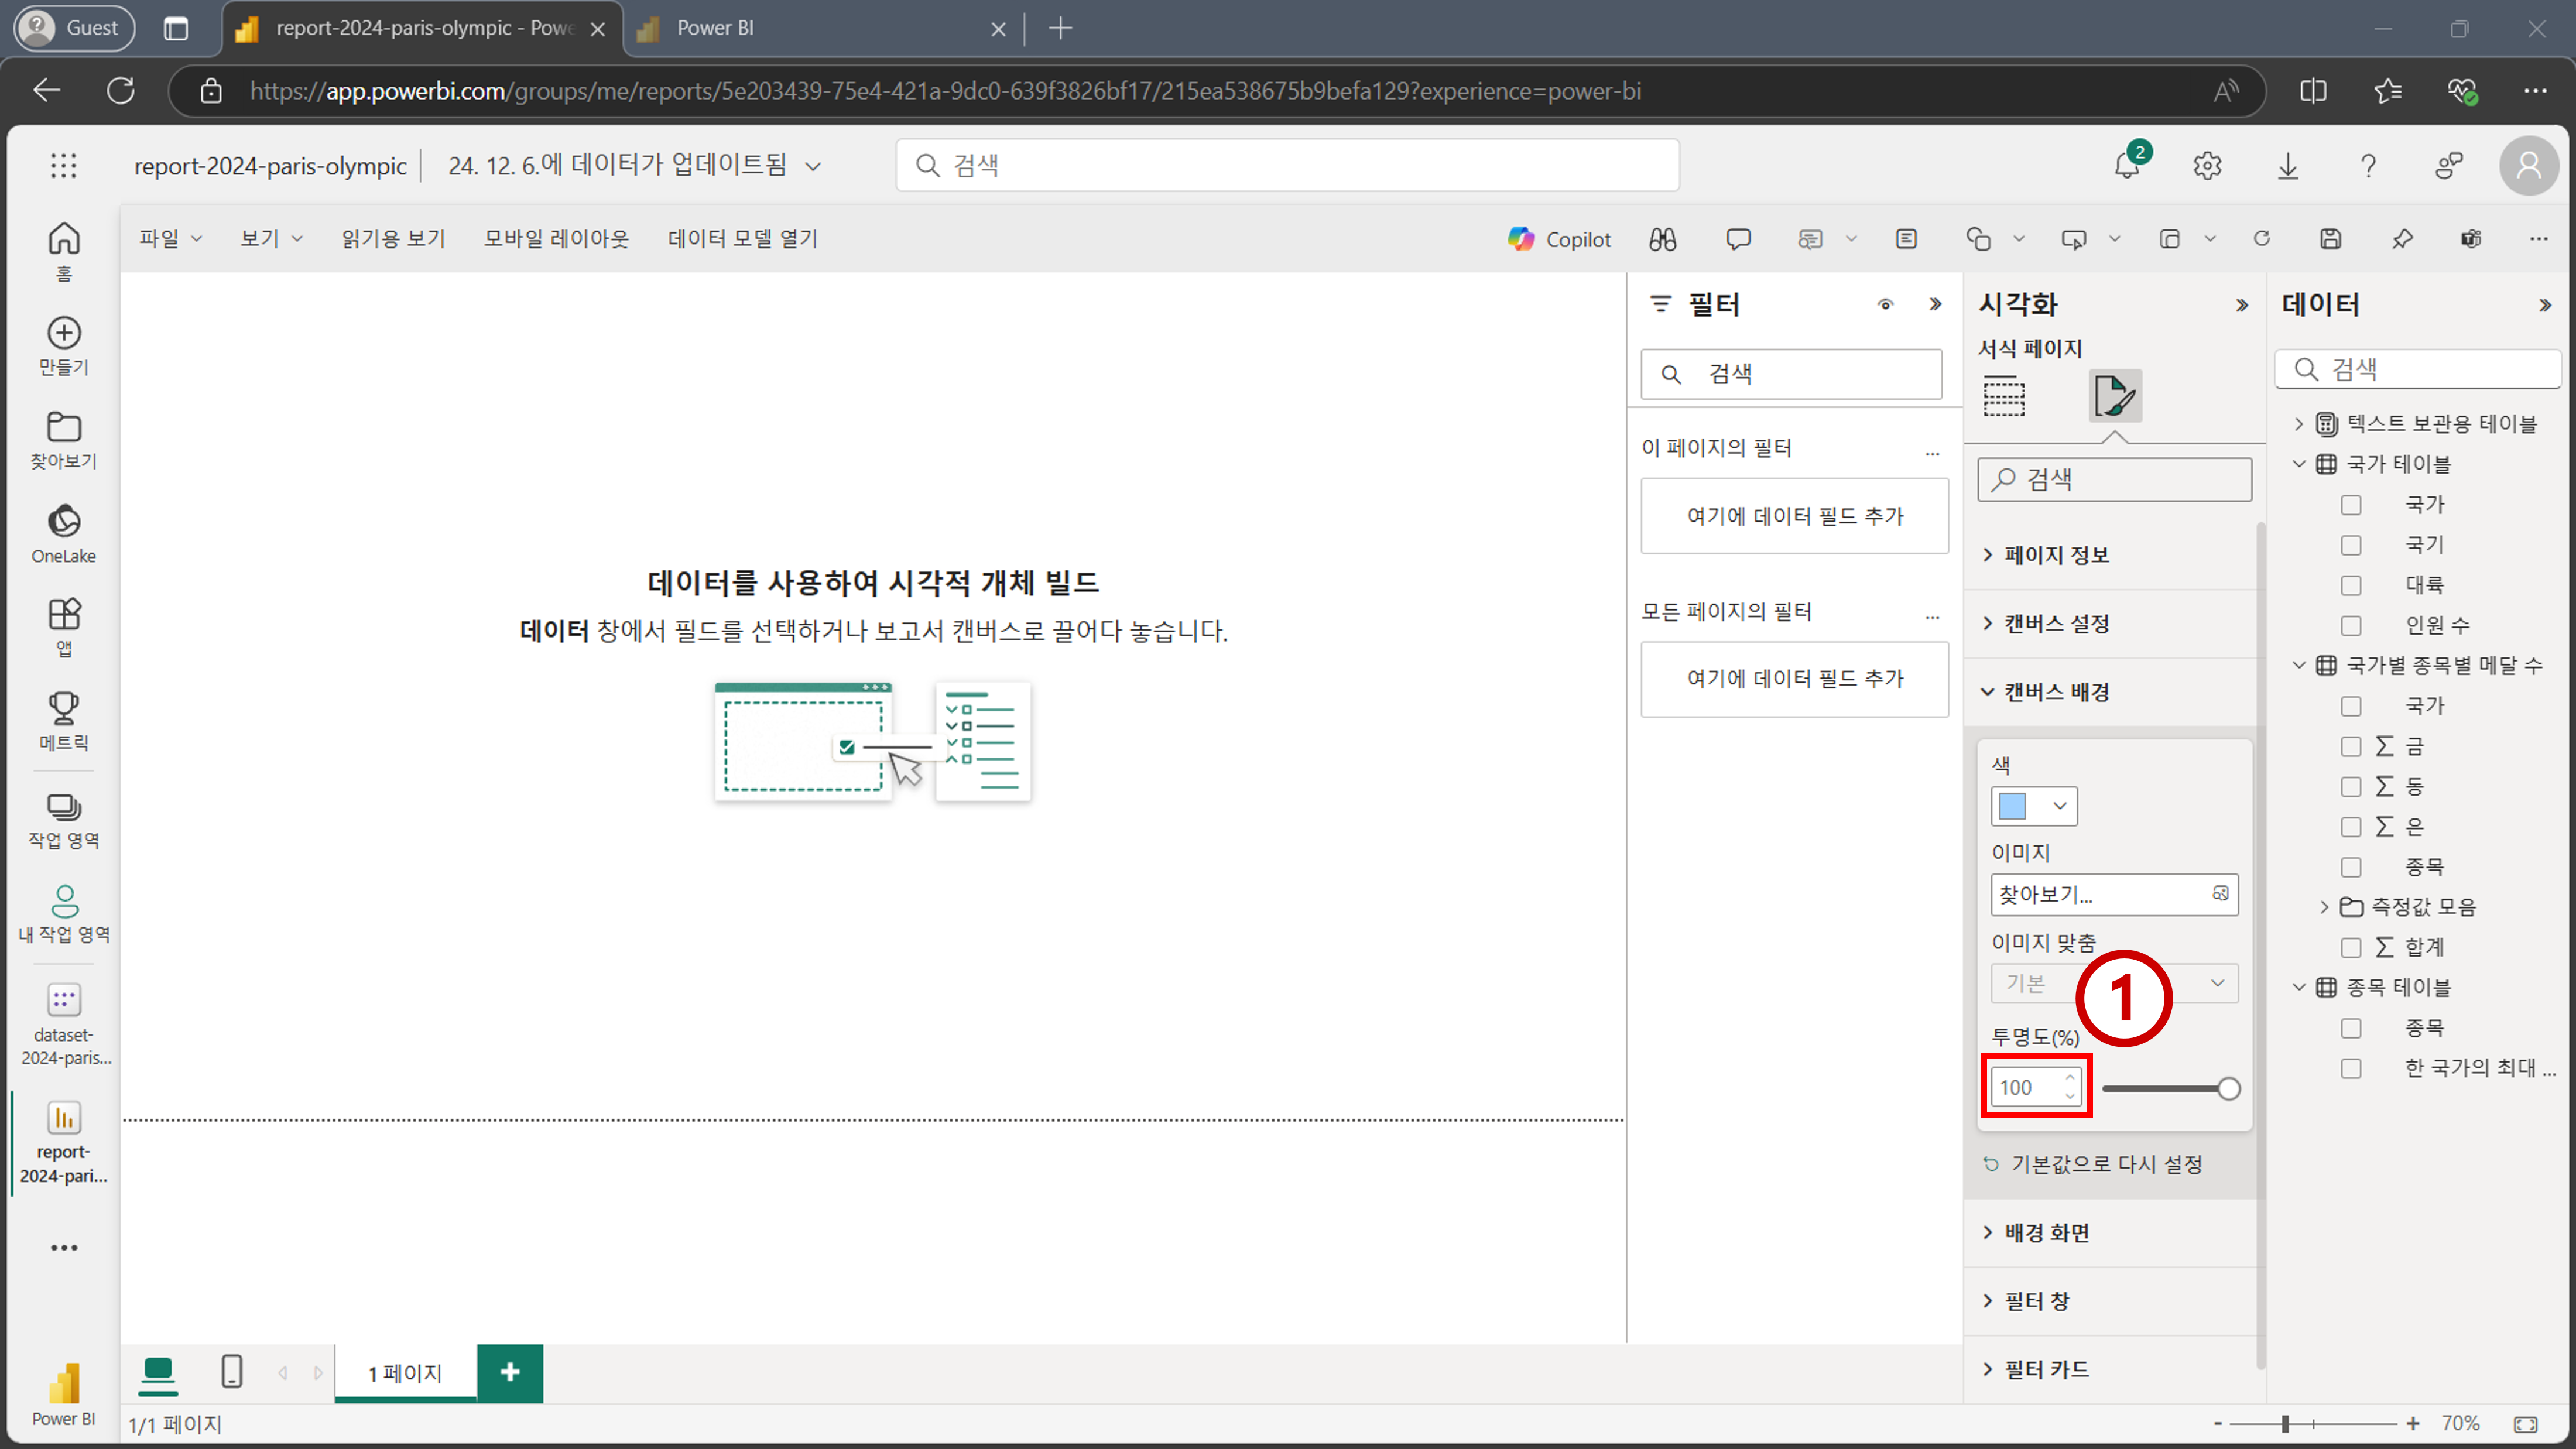 Guest
report-2024-paris-olympic - Powe
Power BI
https://app.powerbi.com/groups/me/reports/5e203439-75e4-421a-9dc0-639f3826bf17/215ea538675b9befa129?experience=power-bi
report-2024-paris-olympic
24. 12. 6.에 데이터가 업데이트됨
검색
2
파일
보기
읽기용 보기
모바일 레이아웃
데이터 모델 열기
Copilot
홈
만들기
찾아보기
OneLake
앱
메트릭
작업 영역
내 작업 영역
dataset-
2024-paris...
report-
2024-pari...
Power BI
데이터를 사용하여 시각적 개체 빌드
데이터 창에서 필드를 선택하거나 보고서 캔버스로 끌어다 놓습니다.
필터
검색
이 페이지의 필터
...
여기에 데이터 필드 추가
모든 페이지의 필터
...
여기에 데이터 필드 추가
시각화
서식 페이지
검색
페이지 정보
캔버스 설정
캔버스 배경
색
이미지
찾아보기...
이미지 맞춤
기본
1
투명도(%)
100
기본값으로 다시 설정
배경 화면
필터 창
필터 카드
데이터
검색
텍스트 보관용 테이블
국가 테이블
국가
국기
대륙
인원 수
국가별 종목별 메달 수
국가
∑ 금
∑ 동
∑ 은
종목
측정값 모음
∑ 합계
종목 테이블
종목
한 국가의 최대 ...
1 페이지
+
1/1 페이지
- + 70%